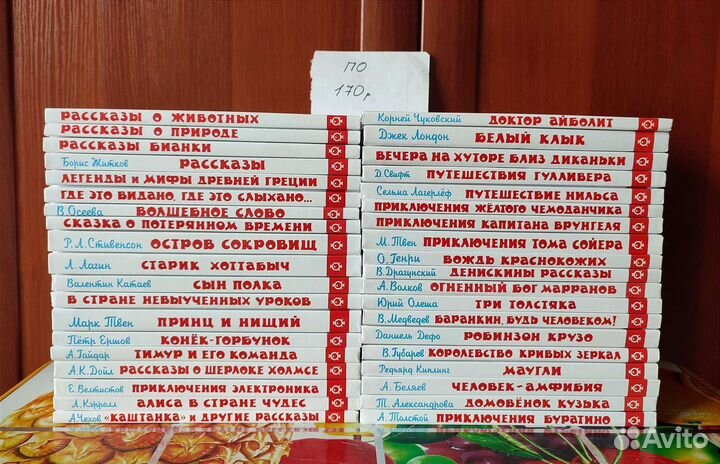 ПО
170р
РАССКАЗЫ О ЖИВОТНЫХ
РАССКАЗЫ О ПРИРОДЕ
РАССКАЗЫ БИАНКИ
Борис Житков РАССКАЗЫ
ЛЕГЕНДЫ И МИФЫ ДРЕВНЕЙ ГРЕЦИИ
ГДЕ ЭТО ВИДАНО, ГДЕ ЭТО СЛЫХАНО...
В. Осеева ВОЛШЕБНОЕ СЛОВО
СКАЗКА О ПОТЕРЯННОМ ВРЕМЕНИ
Р.Л. Стивенсон ОСТРОВ СОКРОВИЩ
Л. Лагин СТАРИК ХОТТАБЫЧ
Валентин Катаев СЫН ПОЛКА
В СТРАНЕ НЕВЫУЧЕННЫХ УРОКОВ
Марк Твен ПРИНЦ И НИЩИЙ
Пётр Ершов КОНЁК-ГОРБУНОК
А. Гайдар ТИМУР И ЕГО КОМАНДА
А.К. Дойл РАССКАЗЫ О ШЕРЛОКЕ ХОЛМСЕ
Е. Велтистов ПРИКЛЮЧЕНИЯ ЭЛЕКТРОНИКА
Л. Кэрролл АЛИСА В СТРАНЕ ЧУДЕС
А. Чехов «КАШТАНКА» И ДРУГИЕ РАССКАЗЫ
Корней Чуковский ДОКТОР АЙБОЛИТ
Джек Лондон БЕЛЫЙ КЛЫК
ВЕЧЕРА НА ХУТОРЕ БЛИЗ ДИКАНЬКИ
Д. Свифт ПУТЕШЕСТВИЯ ГУЛЛИВЕРА
Сельма Лагерлёф ПУТЕШЕСТВИЕ НИЛЬСА
ПРИКЛЮЧЕНИЯ ЖЁЛТОГО ЧЕМОДАНЧИКА
ПРИКЛЮЧЕНИЯ КАПИТАНА ВРУНГЕЛЯ
М. Твен ПРИКЛЮЧЕНИЯ ТОМА СОЙЕРА
О. Генри ВОЖДЬ КРАСНОКОЖИХ
В. Драгунский ДЕНИСКИНЫ РАССКАЗЫ
А. Волков ОГНЕННЫЙ БОГ МАРРАНОВ
Юрий Олеша ТРИ ТОЛСТЯКА
В. Медведев БАРАНКИН, БУДЬ ЧЕЛОВЕКОМ!
Даниель Дефо РОБИНЗОН КРУЗО
В. Губарев КОРОЛЕВСТВО КРИВЫХ ЗЕРКАЛ
Редьярд Киплинг МАУГЛИ
А. Беляев ЧЕЛОВЕК-АМФИБИЯ
Т. Александрова ДОМОВЁНОК КУЗЬКА
А. Толстой ПРИКЛЮЧЕНИЯ БУРАТИНО
Avito